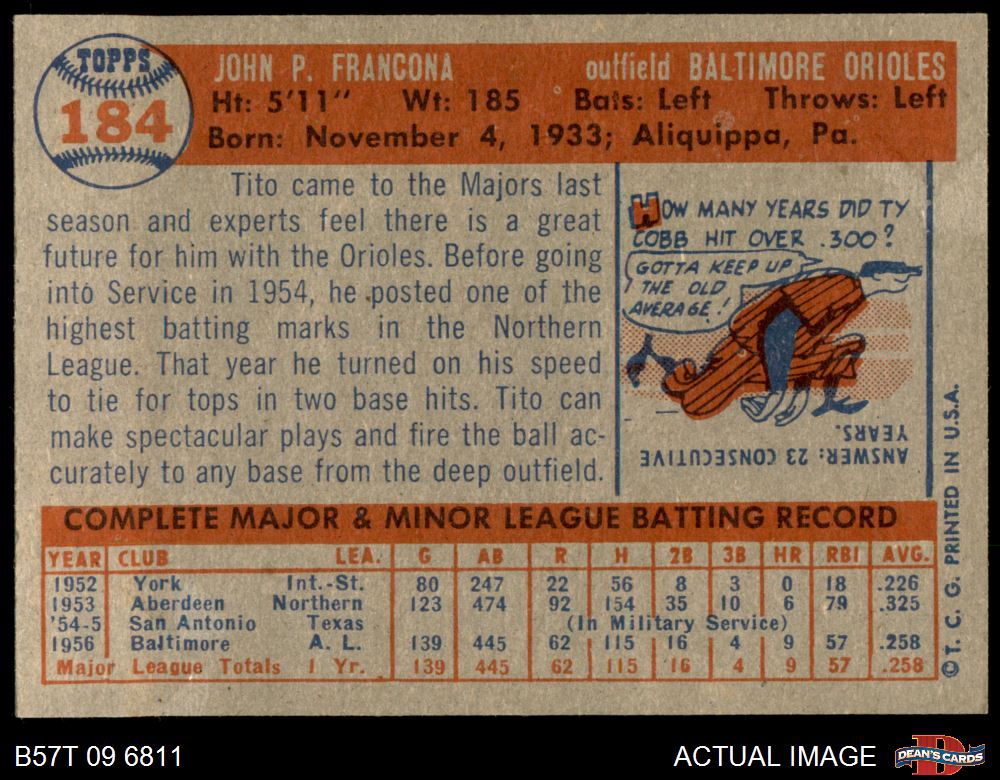 TOPPS
184
JOHN P. FRANCONA outfield BALTIMORE ORIOLES
Ht: 5'11" Wt: 185 Bats: Left Throws: Left
Born: November 4, 1933; Aliquippa, Pa.
Tito came to the Majors last
season and experts feel there is a great
future for him with the Orioles. Before going
into Service in 1954, he posted one of the
highest batting marks in the Northern
League. That year he turned on his speed
to tie for tops in two base hits. Tito can
make spectacular plays and fire the ball ac-
curately to any base from the deep outfield.
HOW MANY YEARS DID TY
COBB HIT OVER .300?
GOTTA KEEP UP
THE OLD
AVERAGE!
ANSWER: 23 CONSECUTIVE
YEARS.
COMPLETE MAJOR & MINOR LEAGUE BATTING RECORD
YEAR CLUB LEA. G AB R H 2B 3B HR RBI AVG.
1952 York Int.-St. 80 247 22 56 8 3 0 18 .226
1953 Aberdeen Northern 123 474 92 154 35 10 6 79 .325
'54-5 San Antonio Texas (In Military Service)
1956 Baltimore A. L. 139 445 62 115 16 4 9 57 .258
Major League Totals 1 Yr. 139 445 62 115 16 4 9 57 .258
© T. C. G. PRINTED IN U.S.A.
B57T 09 6811 ACTUAL IMAGE
D
DEAN'S CARDS